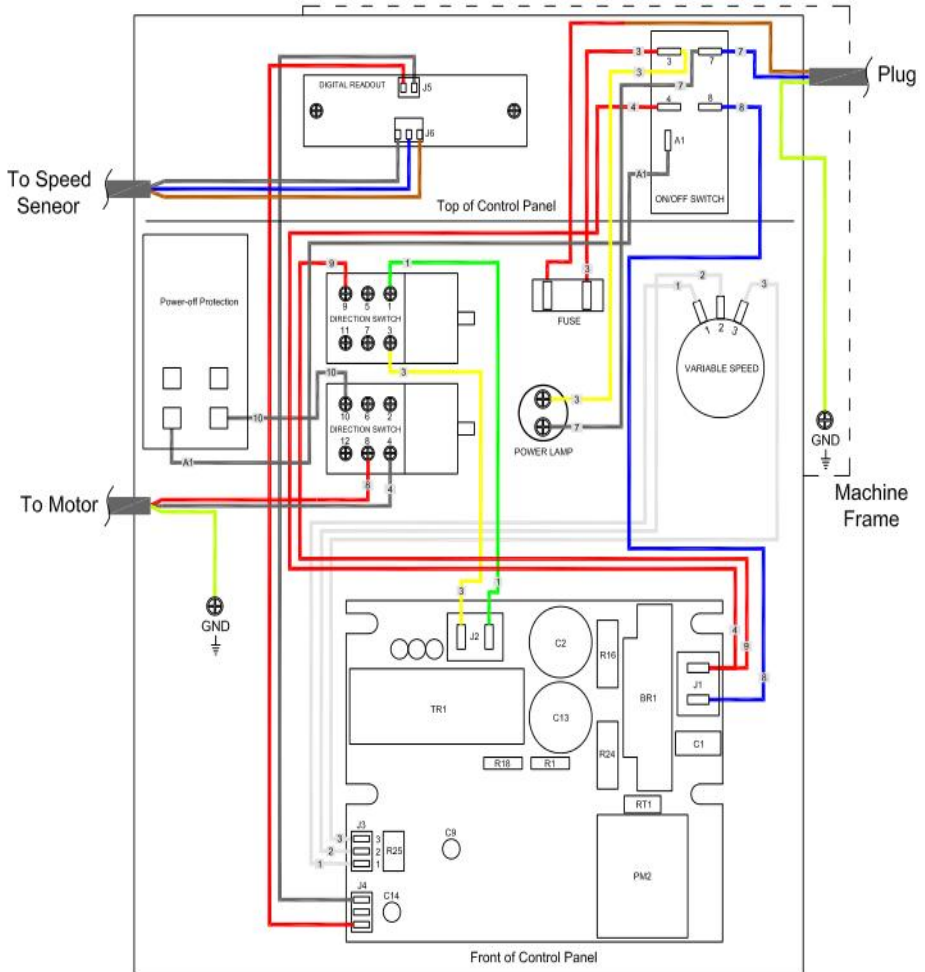 DIGITAL READOUT
J5
J6
3
3
7
7
3
7
3
7
4
4
8
8
A1
A1
ON/OFF SWITCH
Plug
To Speed
Seneor
Top of Control Panel
Power-off Protection
9
1
9
5
1
DIRECTION SWITCH
11
7
3
3
10
10
10
6
2
DIRECTION SWITCH
12
8
4
A1
8
4
3
FUSE
3
7
POWER LAMP
1
2
3
1
2
3
VARIABLE SPEED
GND
Machine
Frame
To Motor
GND
3
1
J2
C2
R16
BR1
4
9
8
J1
TR1
C13
R24
C1
R18
R1
RT1
J3
3
2
1
3
2
1
R25
C9
PM2
J4
C14
Front of Control Panel